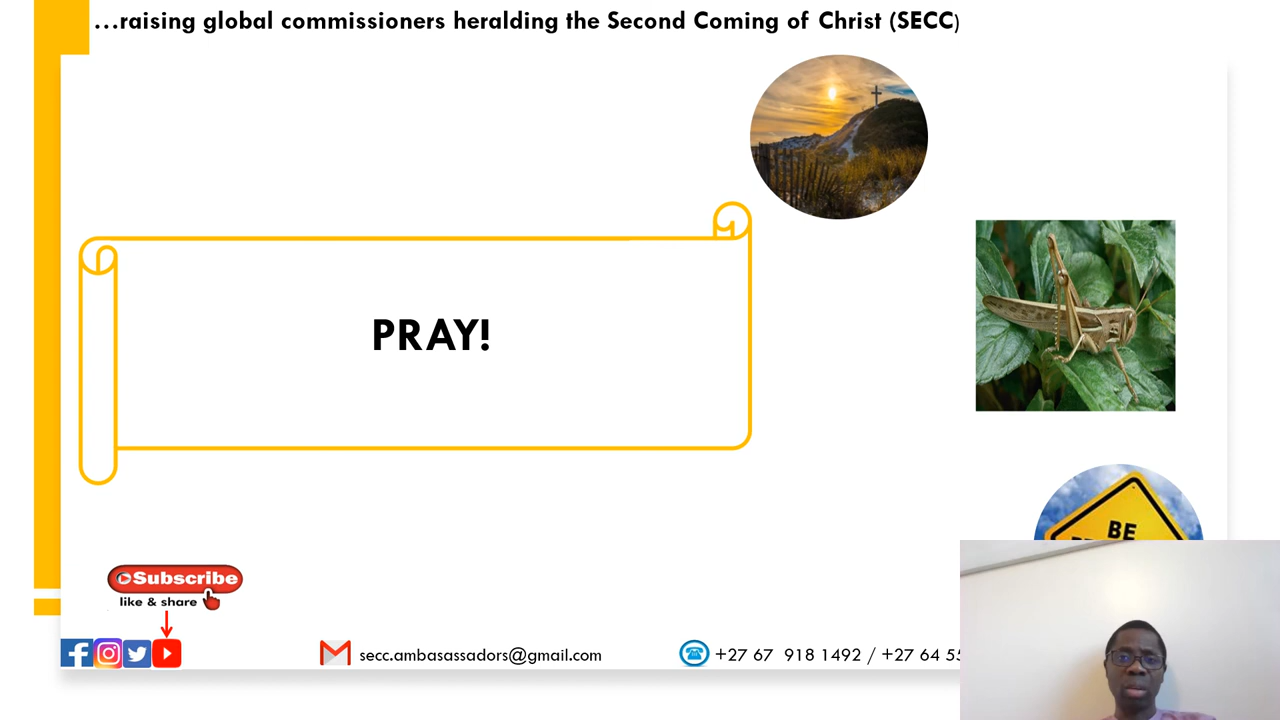 ...raising global commissioners heralding the Second Coming of Christ (SECC)
PRAY!
BE
Subscribe
like & share
secc.ambasassadors@gmail.com
+27 67 918 1492 / +27 64 55